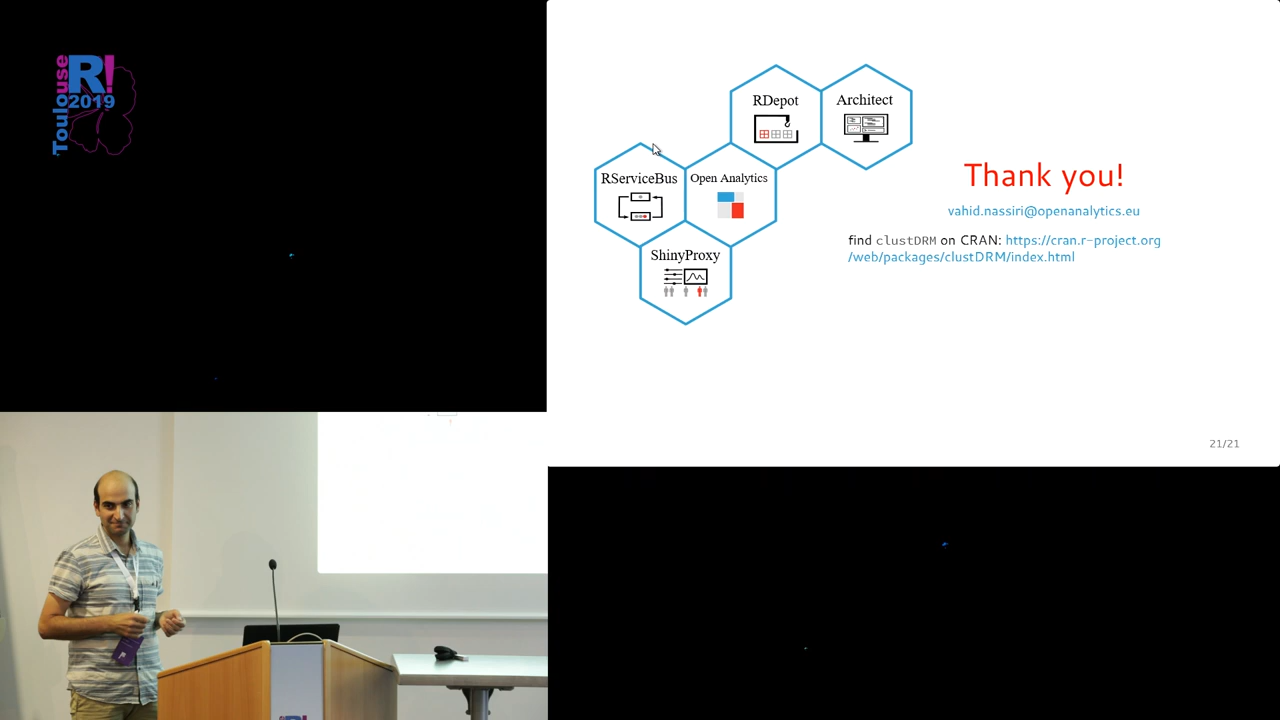 Toulouse
R!
2019
RDepot
Architect
RServiceBus
Open Analytics
ShinyProxy
Thank you!
vahid.nassiri@openanalytics.eu
find clustDRM on CRAN: https://cran.r-project.org
/web/packages/clustDRM/index.html
21/21
R!